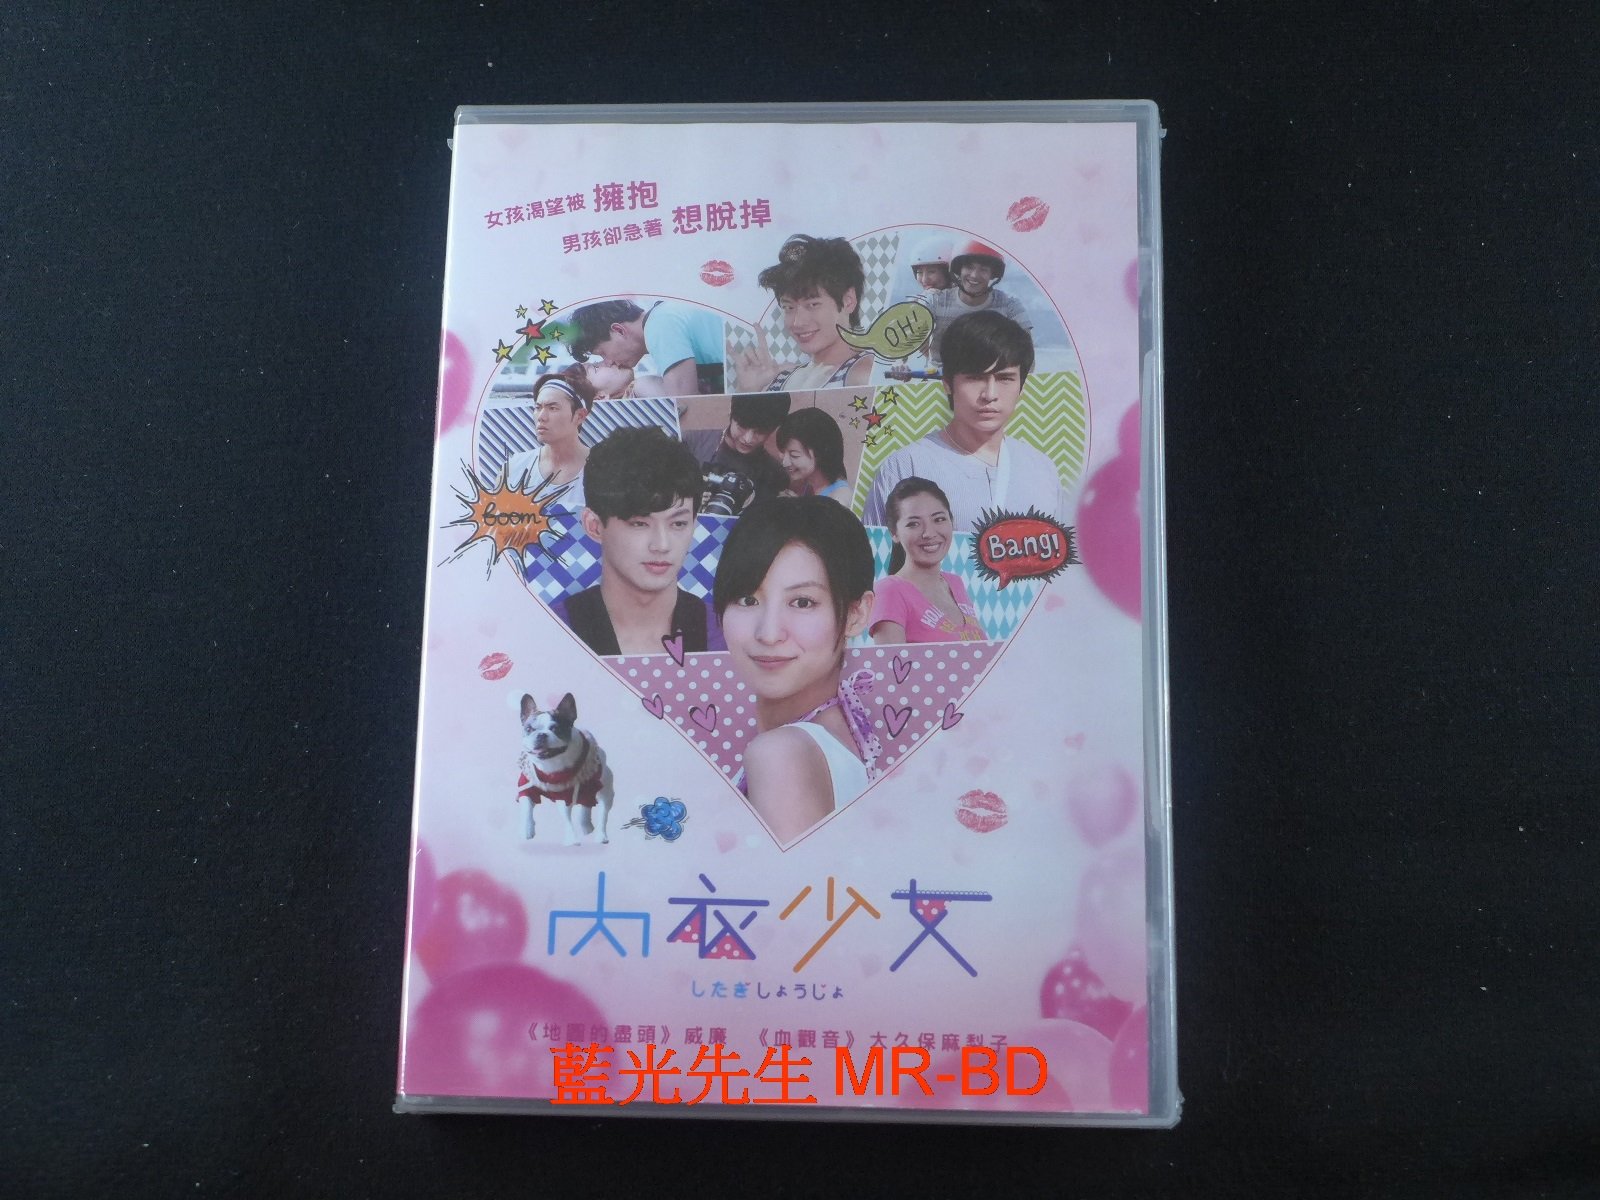 女孩渴望被 擁抱
男孩卻急著 想脫掉
OH!
boom
Bang!
內衣少女
したぎしょうじょ
《地圖的盡頭》威廉 《血觀音》大久保麻梨子
藍光先生 MR-BD